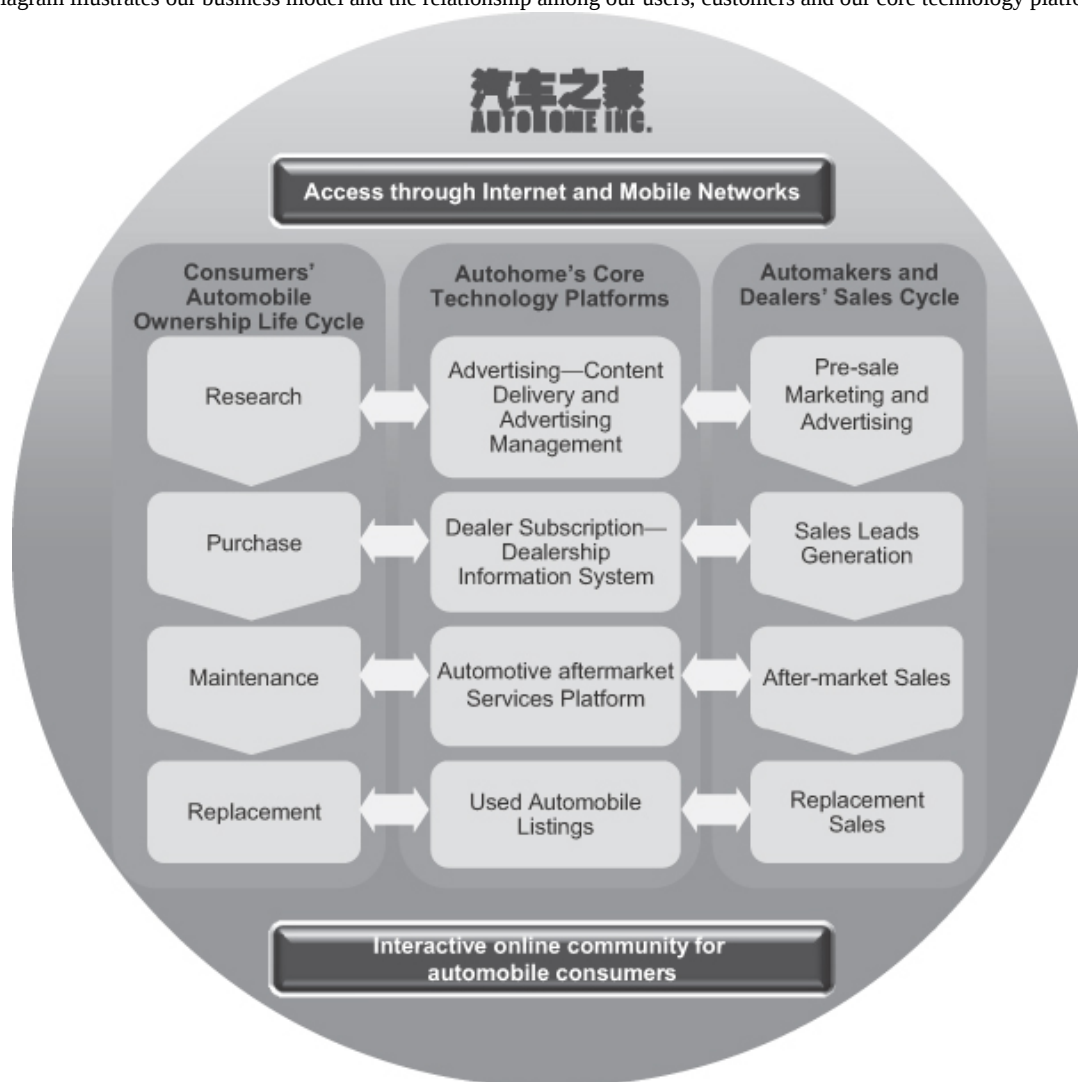 diagram illustrates our business model and the relationship among our users, customers and our core technology
汽车之家
AUTOHOME INC.
Access through Internet and Mobile Networks
Consumers’
Automobile
Ownership Life Cycle
Autohome’s Core
Technology Platforms
Automakers and
Dealers’ Sales Cycle
Research
Advertising—Content
Delivery and
Advertising
Management
Pre-sale
Marketing and
Advertising
Purchase
Dealer Subscription—
Dealership
Information System
Sales Leads
Generation
Maintenance
Automotive aftermarket
Services Platform
After-market Sales
Replacement
Used Automobile
Listings
Replacement
Sales
Interactive online community for
automobile consumers